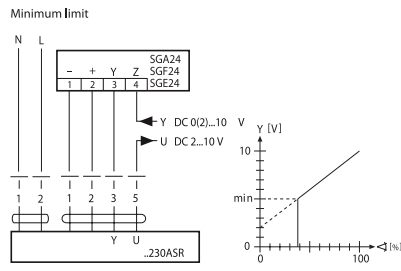 Minimum limit
N L
SGA24
SGF24
SGE24
– + Y Z
1 2 3 4
Y DC 0(2)...10 V
U DC 2...10 V
1 2 1 2 3 5
Y U
..230ASR
Y [V]
10
min
0
0 100
[%]